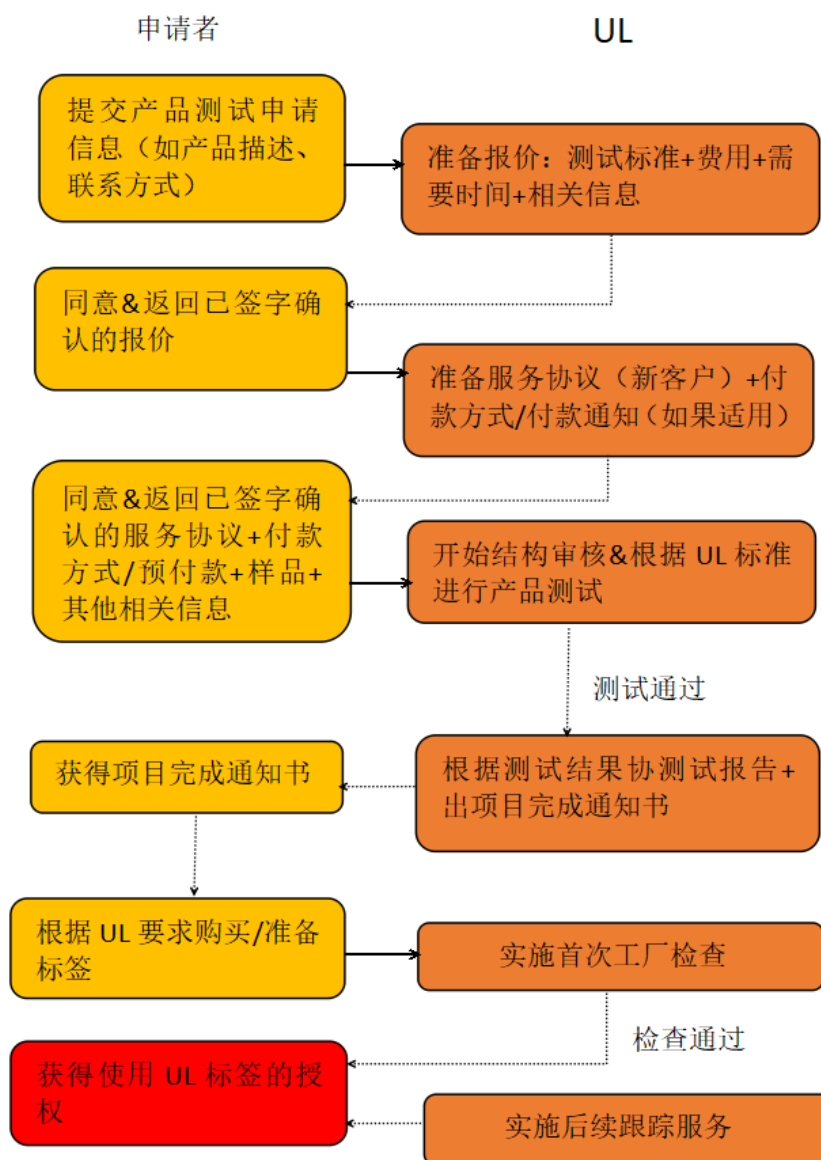 申请者
UL
提交产品测试申请
信息（如产品描述、
联系方式）
准备报价：测试标准+费用+需
要时间+相关信息
同意&返回已签字确
认的报价
准备服务协议（新客户）+付
款方式/付款通知（如果适用）
同意&返回已签字确认
的服务协议+付款
方式/预付款+样品+
其他相关信息
开始结构审核&根据 UL 标准
进行产品测试
测试通过
获得项目完成通知书
根据测试结果协测试报告+
出项目完成通知书
根据 UL 要求购买/准备
标签
实施首次工厂检查
检查通过
获得使用 UL 标签的授
权
实施后续跟踪服务